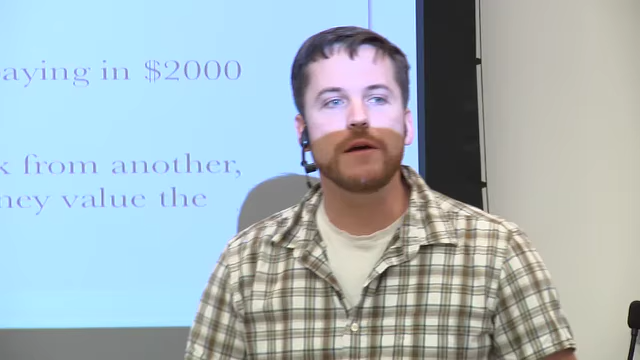 aying in $2000
k from another,
ney value the